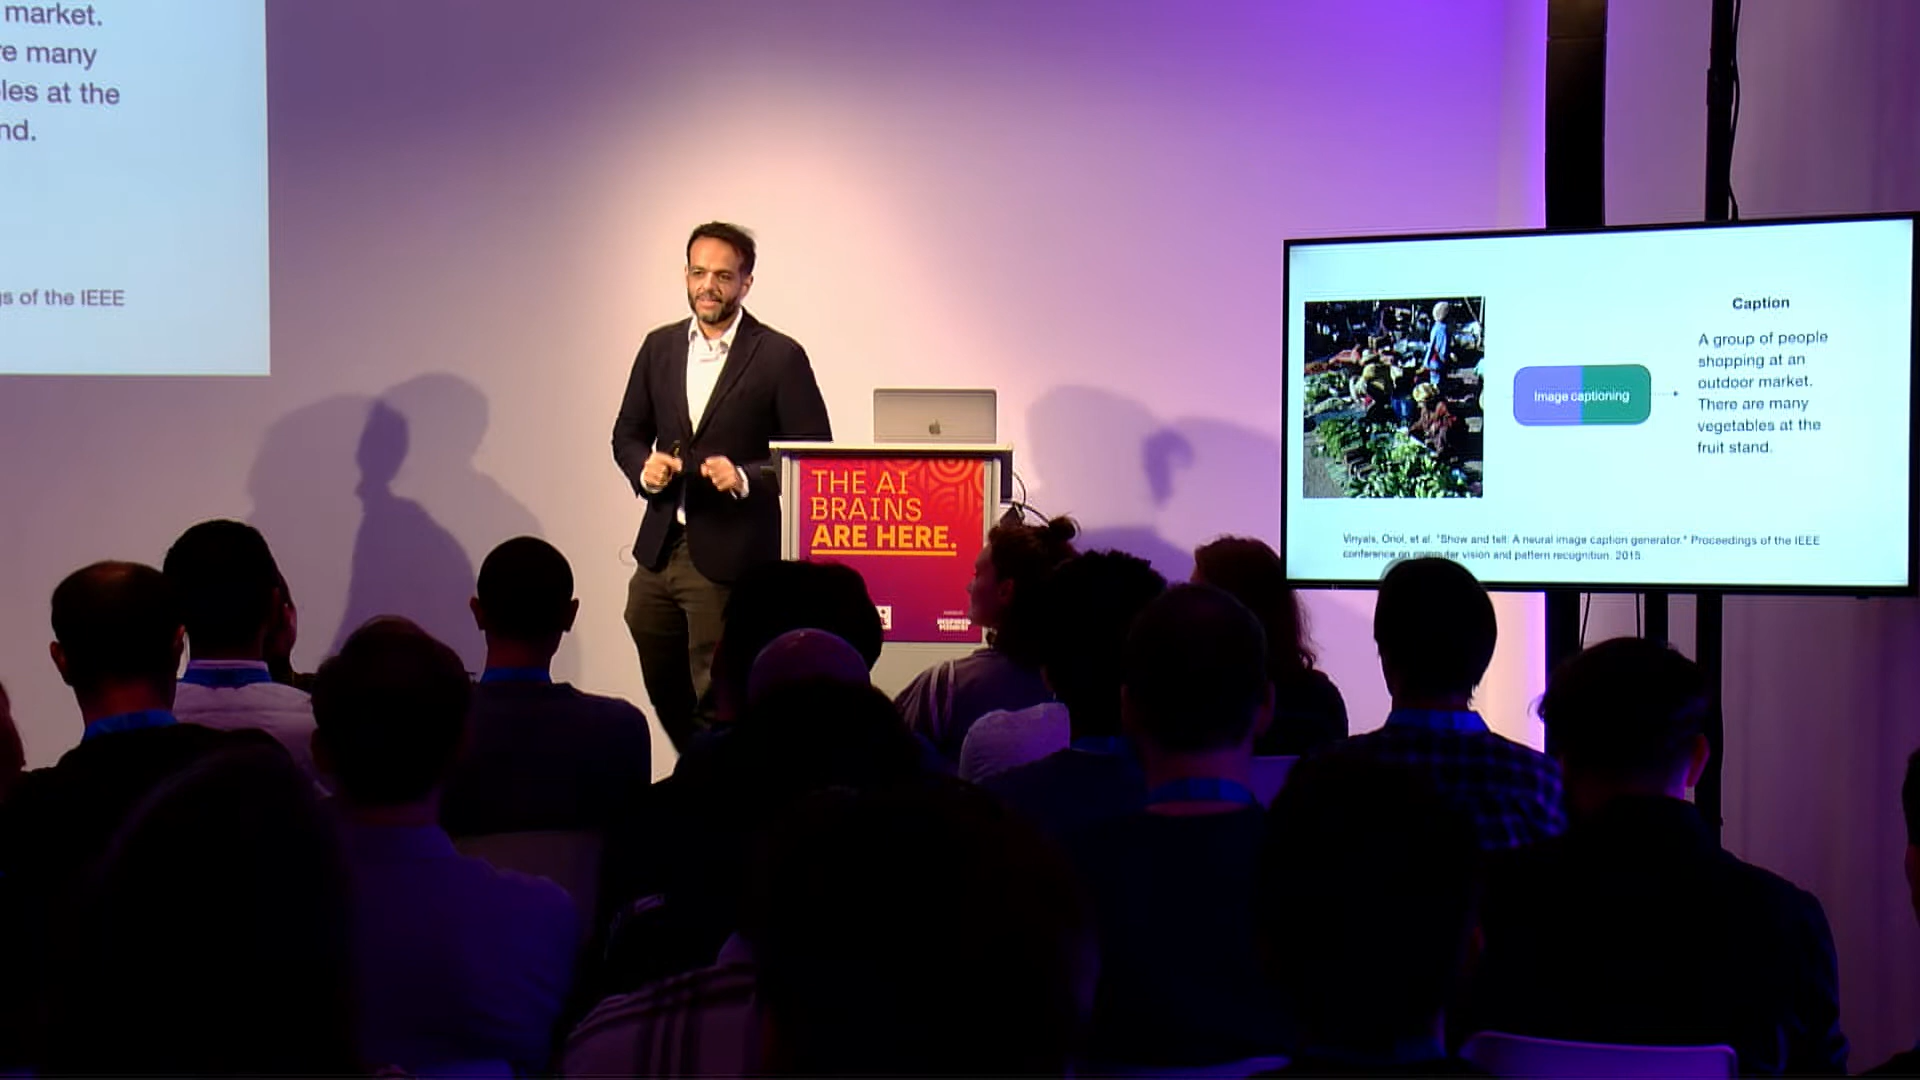 market.
re many
les at the
nd.
gs of the IEEE
THE AI
BRAINS
ARE HERE.
INSPIRED
MINDS!
Image captioning
Caption
A group of people
shopping at an
outdoor market.
There are many
vegetables at the
fruit stand.
Vinyals, Oriol, et al. "Show and tell: A neural image caption generator." Proceedings of the IEEE
conference on computer vision and pattern recognition. 2015.